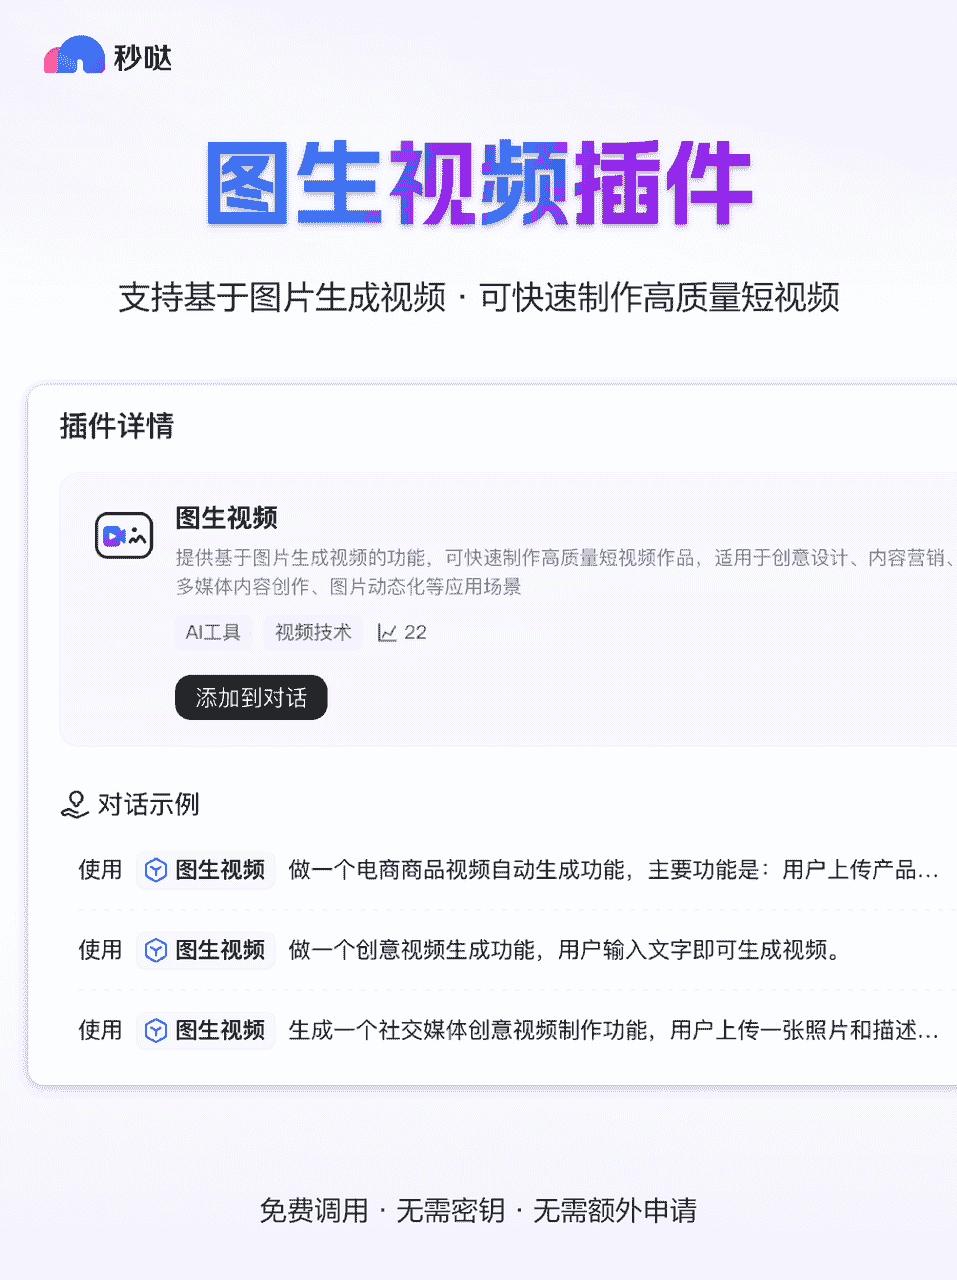 秒哒
图生视频插件
支持基于图片生成视频 · 可快速制作高质量短视频
插件详情
图生视频
提供基于图片生成视频的功能，可快速制作高质量短视频作品，适用于创意设计、内容营销、
多媒体内容创作、图片动态化等应用场景
AI工具 视频技术 22
添加到对话
对话示例
使用 图生视频 做一个电商商品视频自动生成功能，主要功能是：用户上传产品...
使用 图生视频 做一个创意视频生成功能，用户输入文字即可生成视频。
使用 图生视频 生成一个社交媒体创意视频制作功能，用户上传一张照片和描述...
免费调用 · 无需密钥 · 无需额外申请